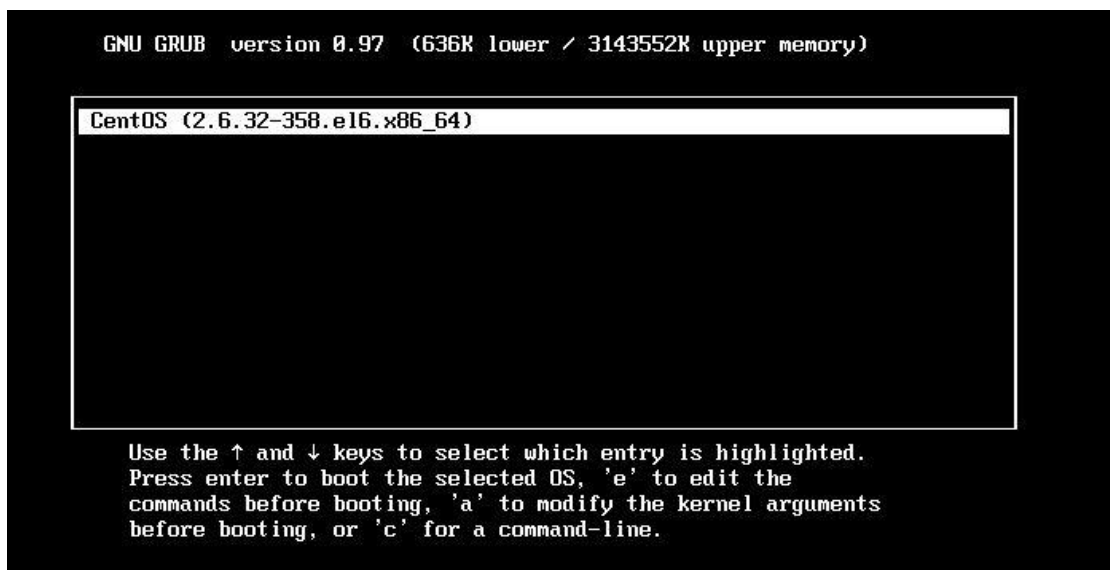 GNU GRUB version 0.97 (636K lower / 3143552K upper memory)
CentOS (2.6.32-358.el6.x86_64)
Use the ↑ and ↓ keys to select which entry is highlighted.
Press enter to boot the selected OS, 'e' to edit the
commands before booting, 'a' to modify the kernel arguments
before booting, or 'c' for a command-line.